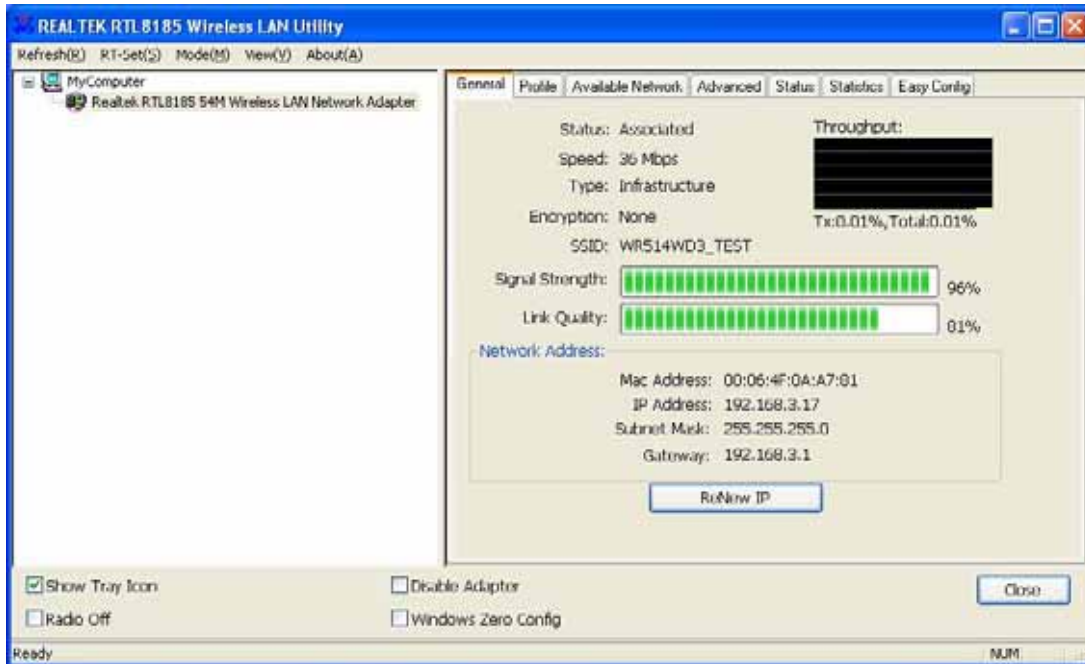 REALTEK RTL8185 Wireless LAN Utility
Refresh(R) RT-Set(S) Mode(M) View(V) About(A)
MyComputer
Realtek RTL8185 54M Wireless LAN Network Adapter
General Profile Available Network Advanced Status Statistics Easy Config
Status: Associated
Speed: 36 Mbps
Type: Infrastructure
Encryption: None
SSID: WR514WD3_TEST
Throughput:
Tx:0.01%,Total:0.01%
Signal Strength: 96%
Link Quality: 81%
Network Address:
Mac Address: 00:06:4F:0A:A7:81
IP Address: 192.168.3.17
Subnet Mask: 255.255.255.0
Gateway: 192.168.3.1
ReNew IP
Show Tray Icon
Radio Off
Disable Adapter
Windows Zero Config
Close
Ready
NUM